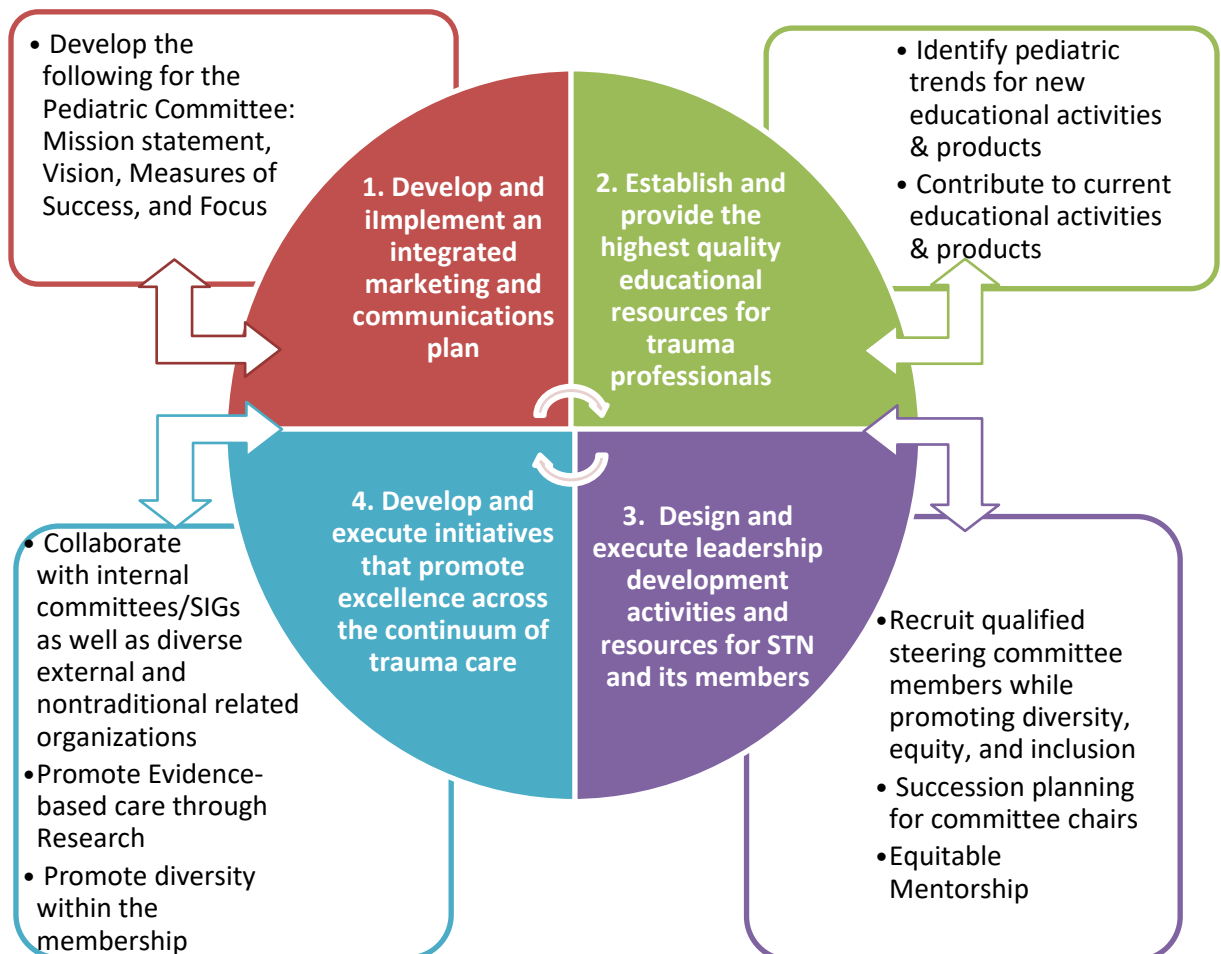 • Develop the
following for the
Pediatric Committee:
Mission statement,
Vision, Measures of
Success, and Focus
1. Develop and
iImplement an
integrated
marketing and
communications
plan
2. Establish and
provide the
highest quality
educational
resources for
trauma
professionals
• Identify pediatric
trends for new
educational activities
& products
• Contribute to current
educational activities
& products
4. Develop and
execute initiatives
that promote
excellence across
the continuum of
trauma care
3. Design and
execute leadership
development
activities and
resources for STN
and its members
• Collaborate
with internal
committees/SIGs
as well as diverse
external and
nontraditional related
organizations
•Promote Evidence-
based care through
Research
• Promote diversity
within the
membership
•Recruit qualified
steering committee
members while
promoting diversity,
equity, and inclusion
• Succession planning
for committee chairs
•Equitable
Mentorship